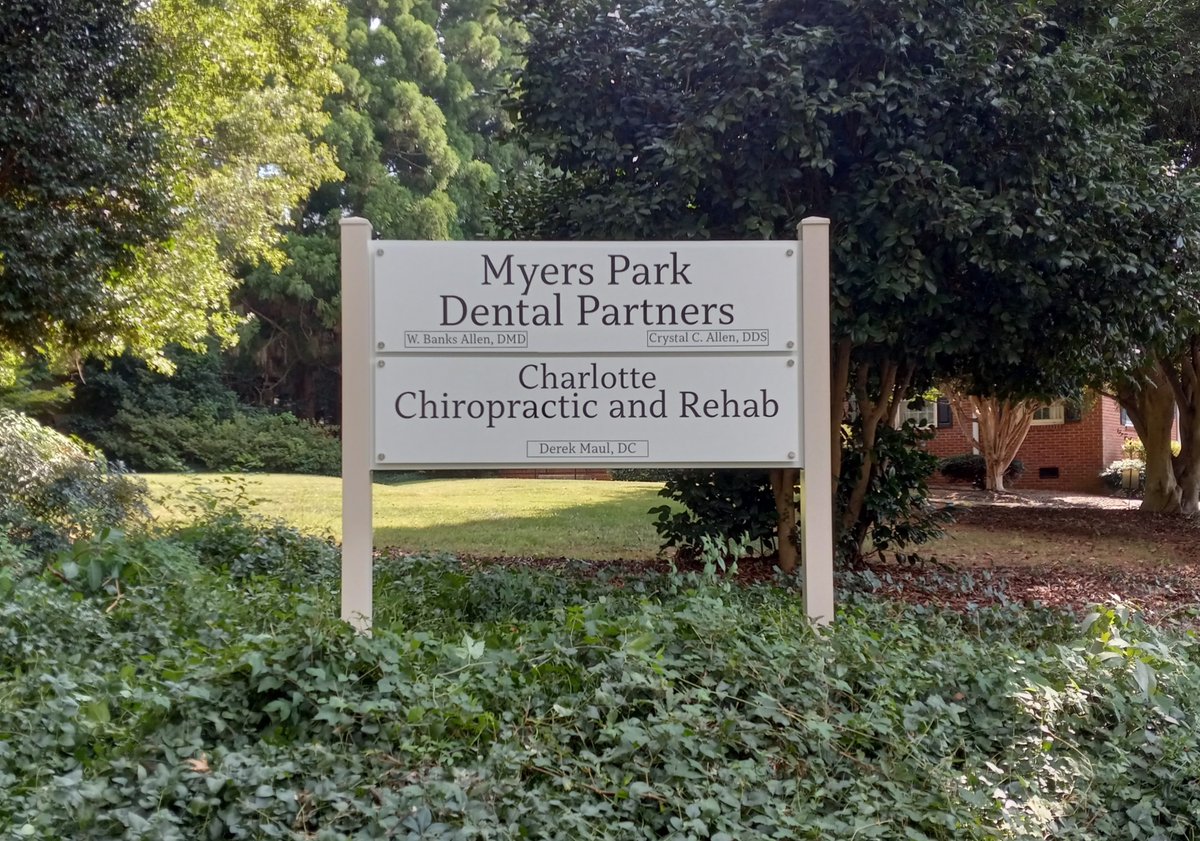 Myers Park
Dental Partners
W. Banks Allen, DMD Crystal C. Allen, DDS
Charlotte
Chiropractic and Rehab
Derek Maul, DC